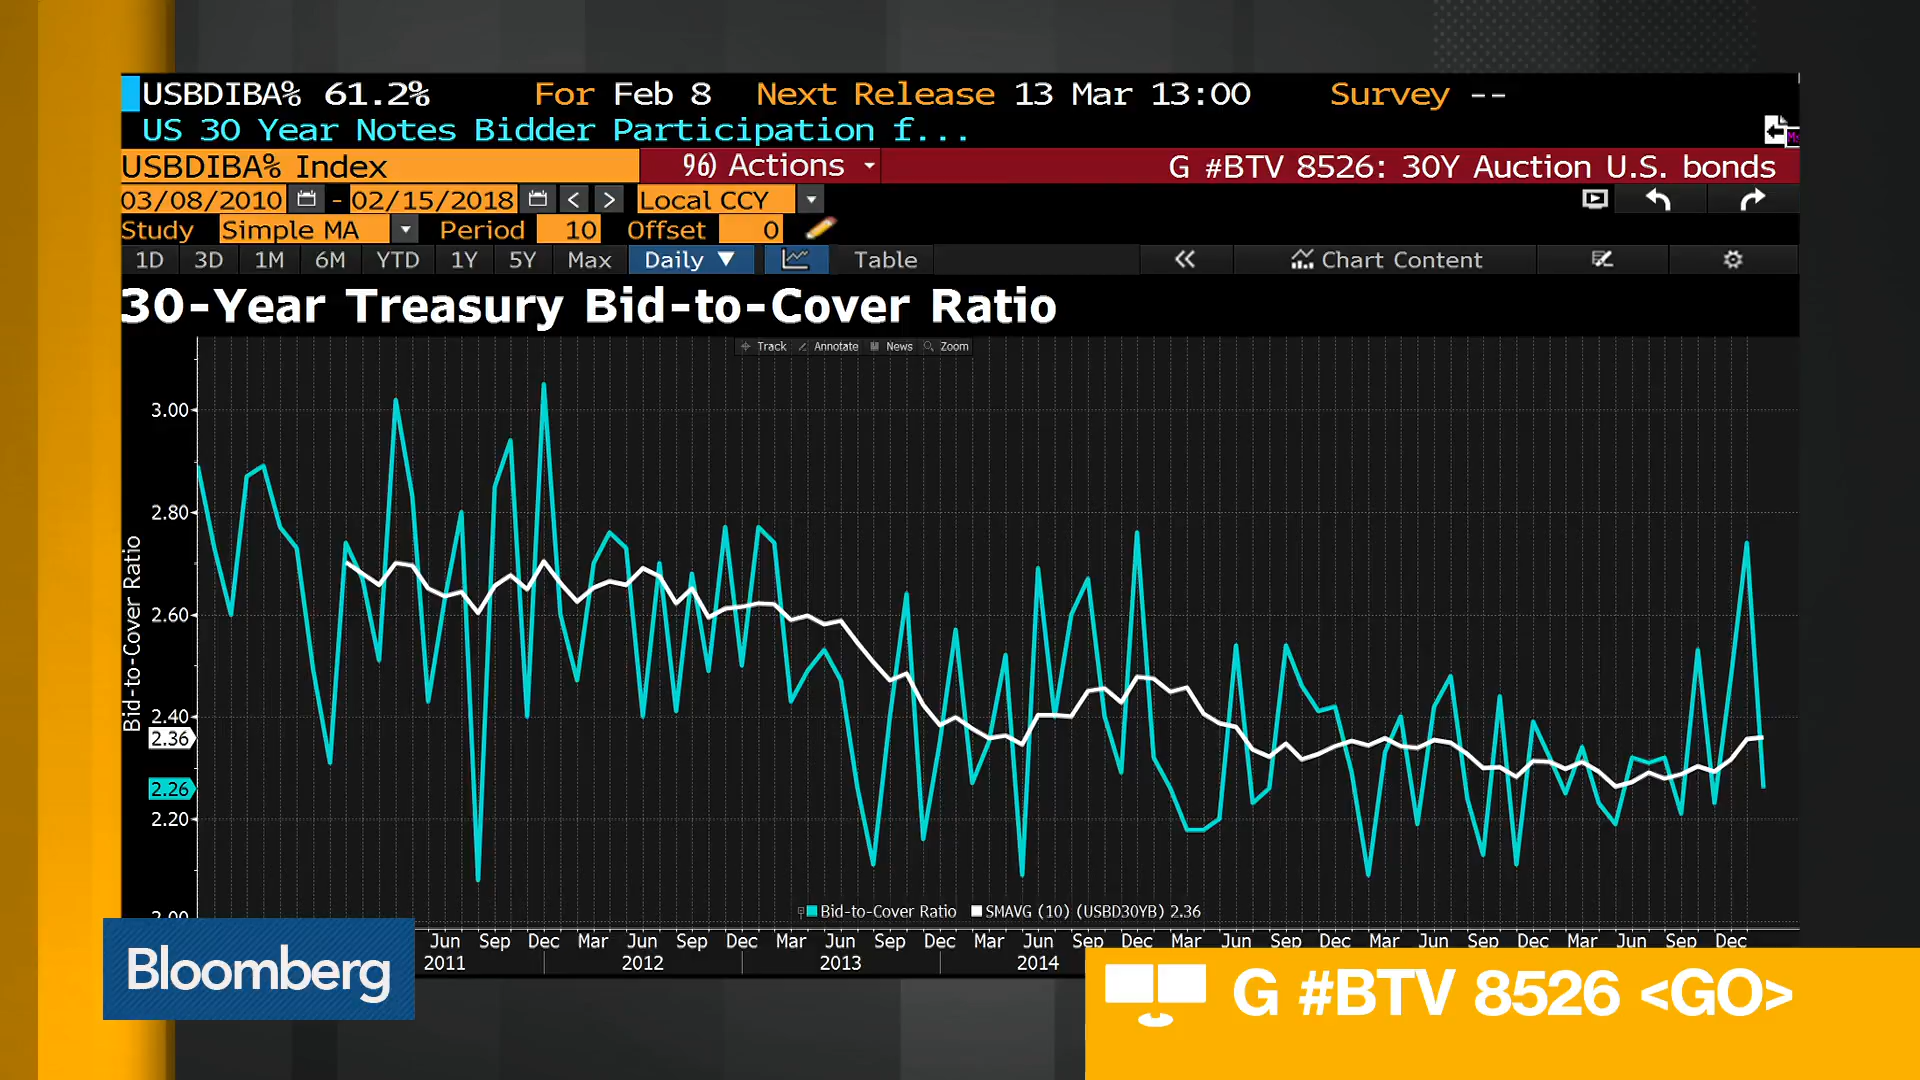 USBDIBA% 61.2% For Feb 8 Next Release 13 Mar 13:00 Survey --
US 30 Year Notes Bidder Participation f...
USBDIBA% Index 96) Actions G #BTV 8526: 30Y Auction U.S. bonds
03/08/2010 - 02/15/2018 < > Local CCY
Study Simple MA Period 10 Offset 0
1D 3D 1M 6M YTD 1Y 5Y Max Daily ▼ Table « Chart Content
30-Year Treasury Bid-to-Cover Ratio
Track Annotate News Zoom
Bid-to-Cover Ratio
3.00
2.80
2.60
2.40
2.36
2.26
2.20
2.00
Bid-to-Cover Ratio SMAVG (10) (USBD30YB) 2.36
Jun Sep Dec Mar Jun Sep Dec Mar Jun Sep Dec Mar Jun Sep Dec Mar Jun Sep Dec Mar Jun Sep Dec Mar Jun Sep Dec
2011 2012 2013 2014
Bloomberg
G #BTV 8526 <GO>